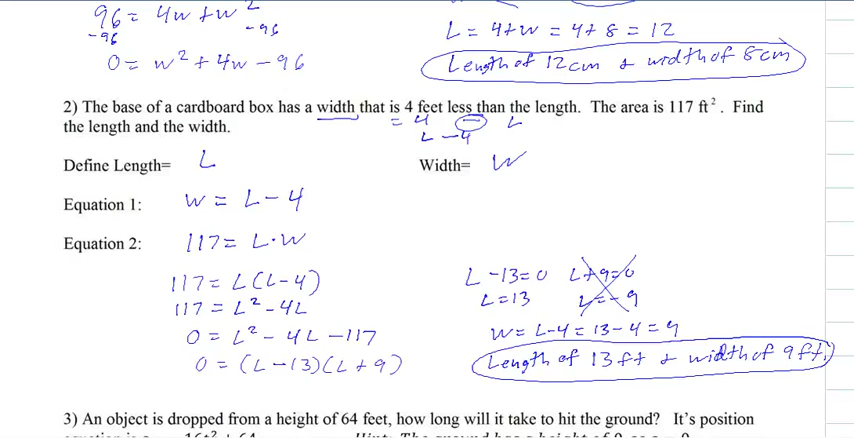 96 = 4w + w²
-96 -96
0 = w² + 4w - 96
L = 4+w = 4+8 = 12
Length of 12cm & width of 8cm
2) The base of a cardboard box has a width that is 4 feet less than the length. The area is 117 ft². Find
the length and the width.
= 4 - L
L - 4
Define Length= L Width= W
Equation 1: W = L - 4
Equation 2: 117 = L·W
117 = L(L-4)
117 = L² - 4L
0 = L² - 4L - 117
0 = (L-13)(L+9)
L-13=0 L+9=0
L=13 L=-9
W = L-4 = 13-4 = 9
Length of 13ft & width of 9ft.
3) An object is dropped from a height of 64 feet, how long will it take to hit the ground? It's position